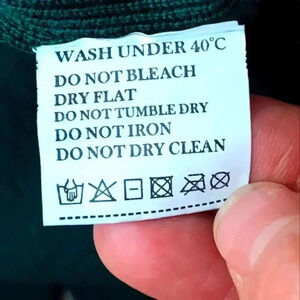 WASH UNDER 40°C
DO NOT BLEACH
DRY FLAT
DO NOT TUMBLE DRY
DO NOT IRON
DO NOT DRY CLEAN